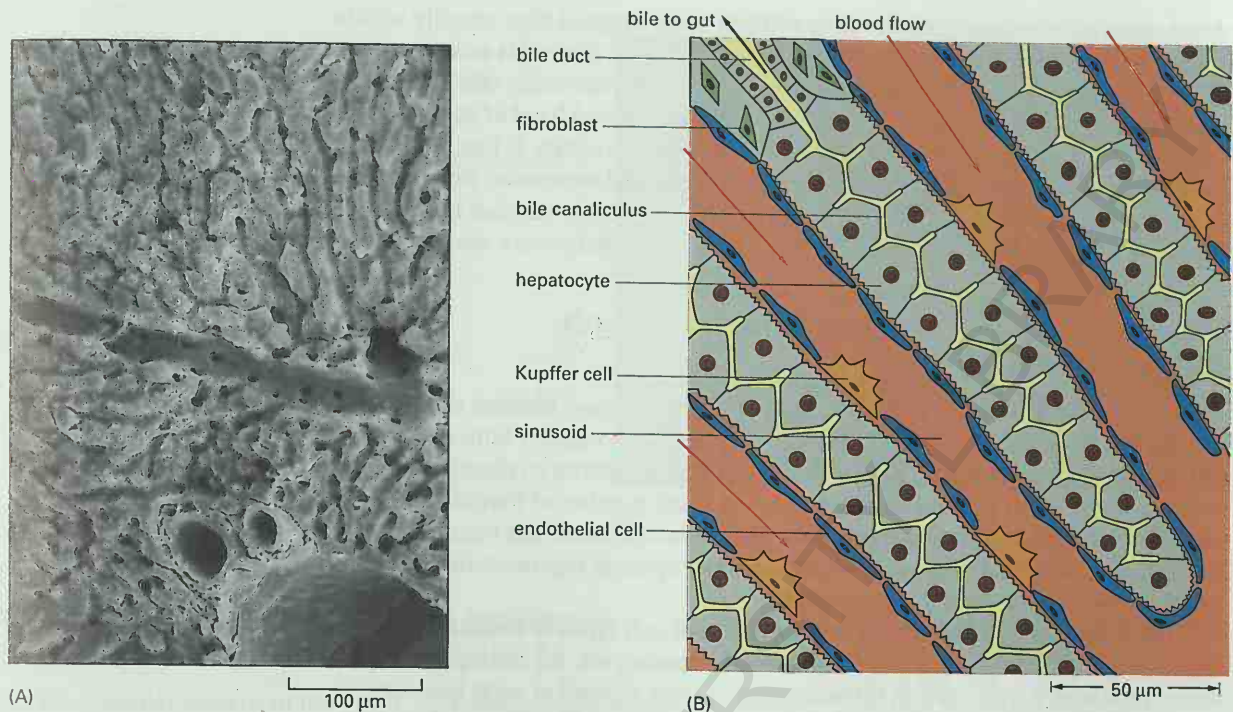 bile to gut
blood flow
bile duct
fibroblast
bile canaliculus
hepatocyte
Kupffer cell
sinusoid
endothelial cell
(A)
100 μm
(B)
50 μm